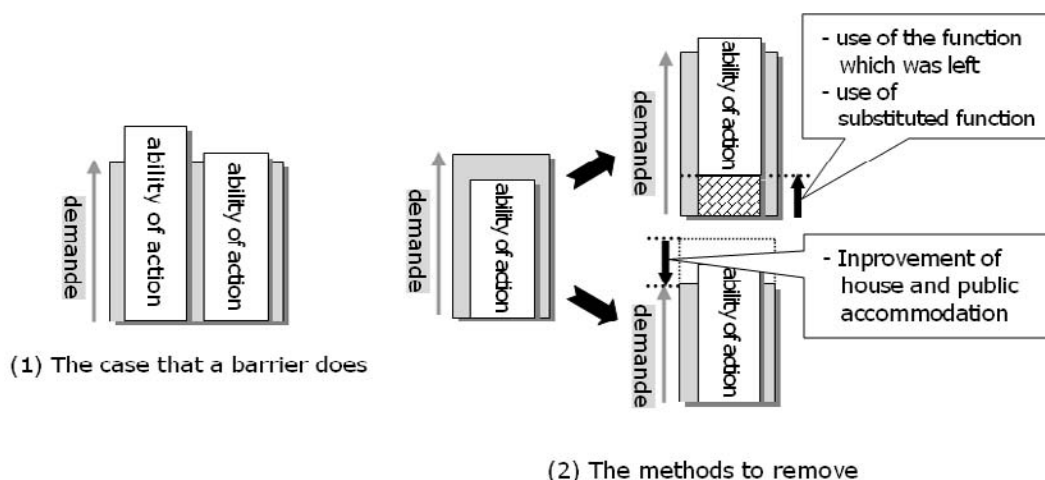 demande
ability of action
ability of action
(1) The case that a barrier does
demande
ability of action
demande
ability of action
- use of the function
which was left
- use of
substituted function
demande
ability of action
- Inprovement of
house and public
accommodation
(2) The methods to remove